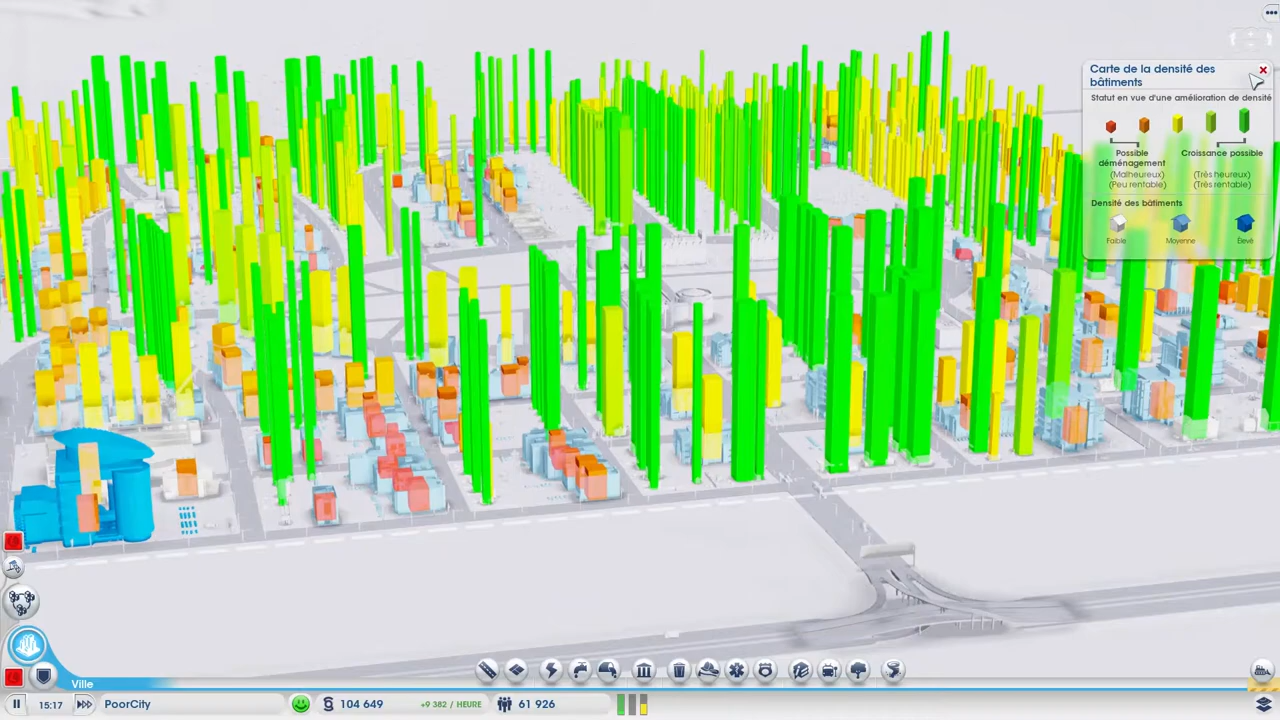 Carte de la densité des
bâtiments
Statut en vue d'une amélioration de densité
Possible
déménagement
(Malheureux)
(Peu rentable)
Croissance possible
(Très heureux)
(Très rentable)
Densité des bâtiments
Faible
Moyenne
Élevé
Ville
15:17
PoorCity
104 649
+9 382 / HEURE
61 926